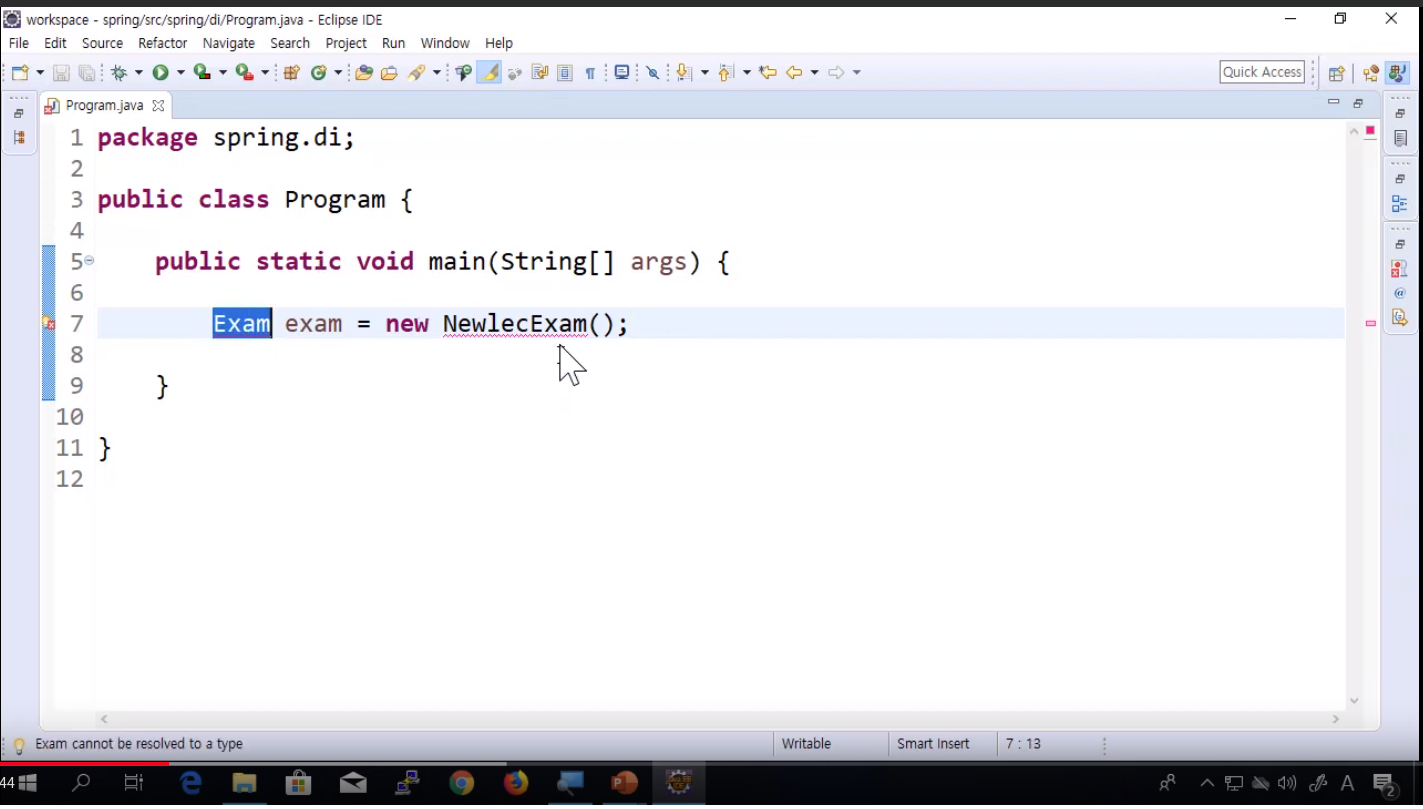 workspace - spring/src/spring/di/Program.java - Eclipse IDE
File Edit Source Refactor Navigate Search Project Run Window Help
Quick Access
Program.java
1 package spring.di;
2
3 public class Program {
4
5 public static void main(String[] args) {
6
7 Exam exam = new NewlecExam();
8
9 }
10
11 }
12
Exam cannot be resolved to a type Writable Smart Insert 7 : 13
44 A 2